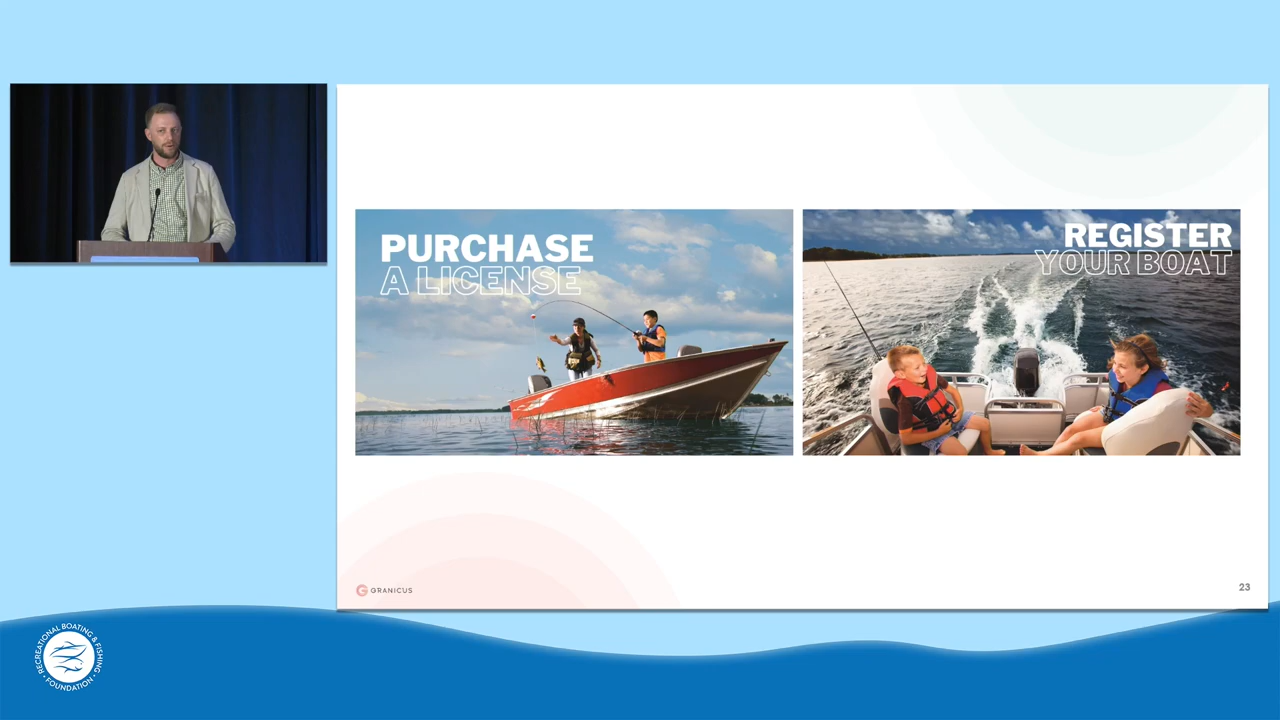 PURCHASE
A LICENSE
REGISTER
YOUR BOAT
GRANICUS
23
RECREATIONAL BOATING & FISHING
• FOUNDATION •